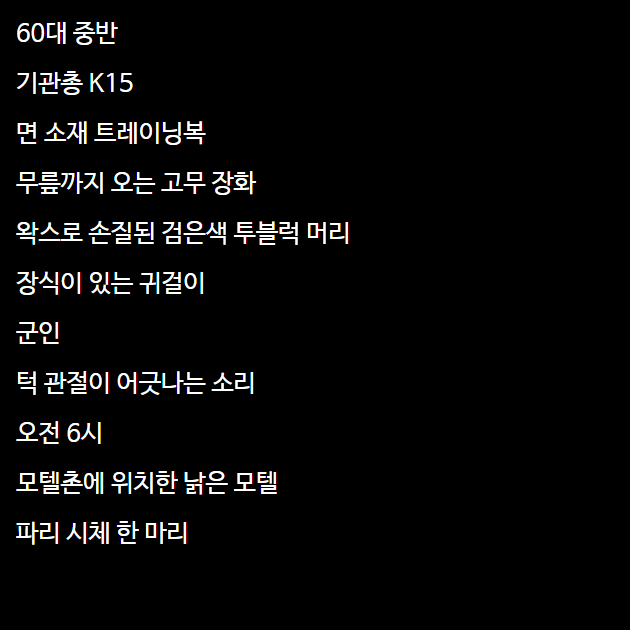 60대 중반
기관총 K15
면 소재 트레이닝복
무릎까지 오는 고무 장화
왁스로 손질된 검은색 투블럭 머리
장식이 있는 귀걸이
군인
턱 관절이 어긋나는 소리
오전 6시
모텔촌에 위치한 낡은 모텔
파리 시체 한 마리